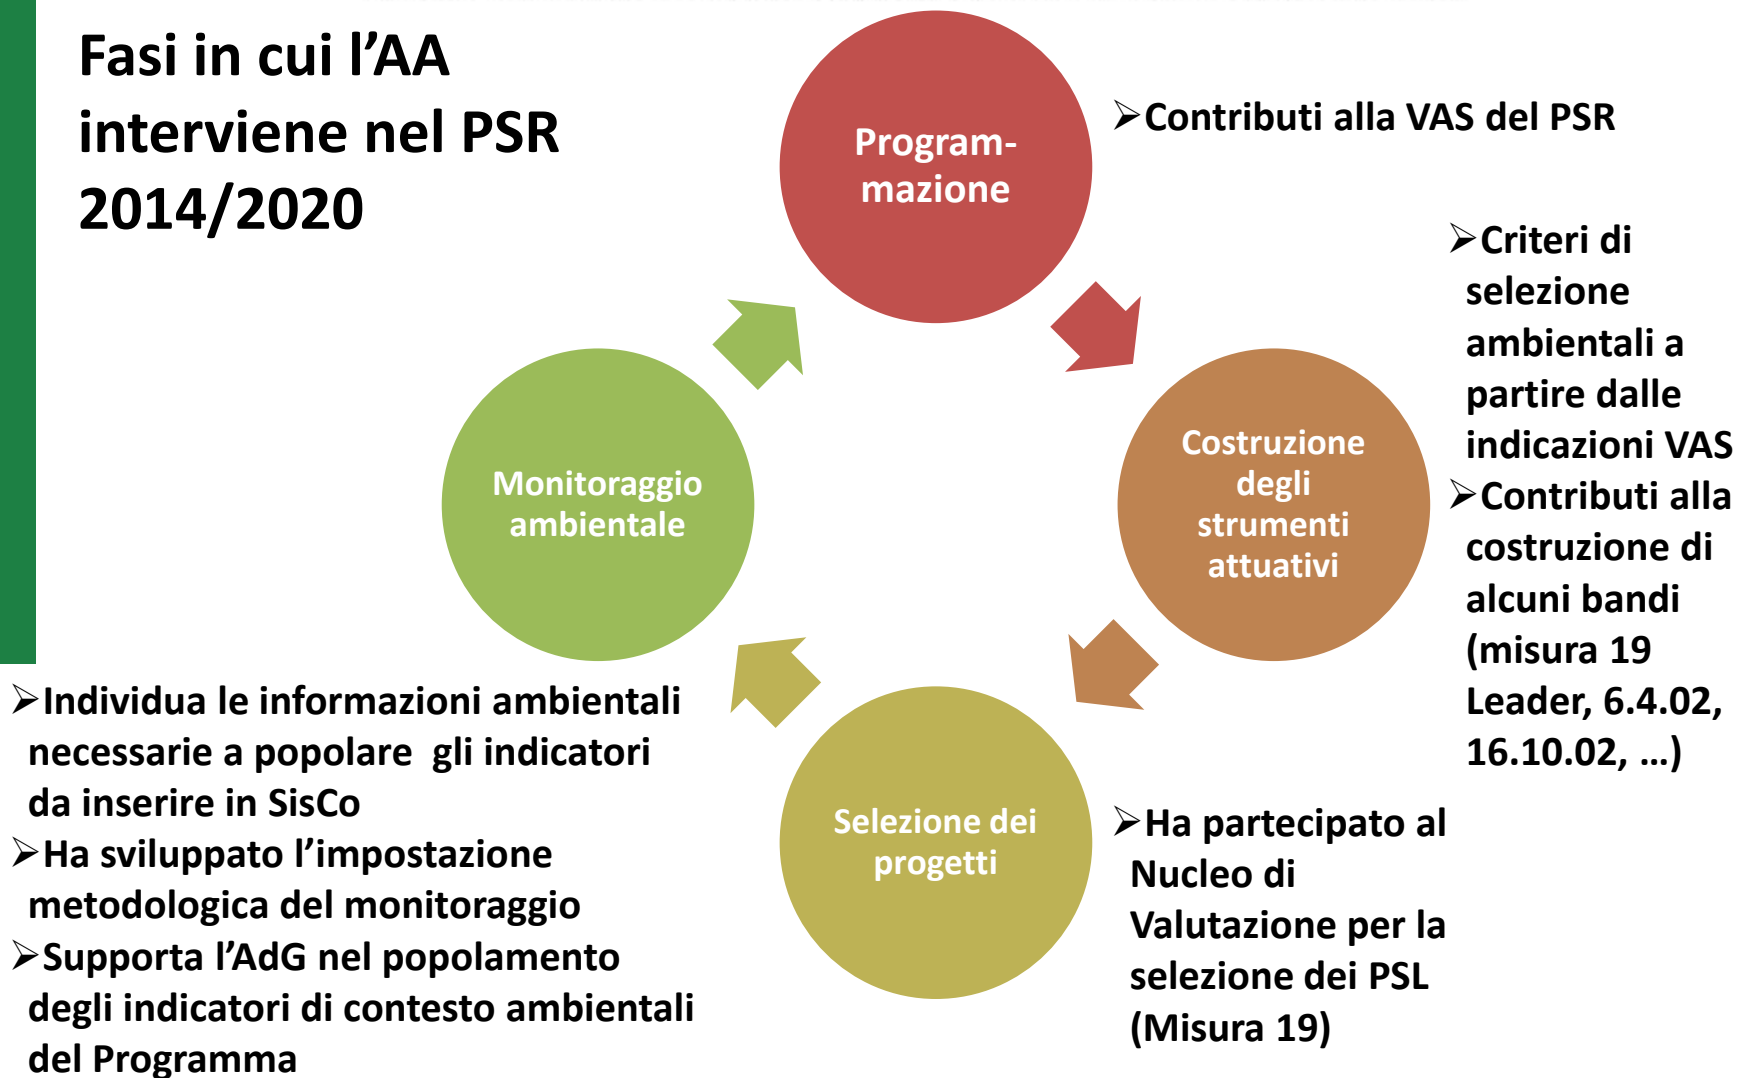 Fasi in cui l’AA
interviene nel PSR
2014/2020
Program-
mazione
➢Contributi alla VAS del PSR
Costruzione
degli
strumenti
attuativi
➢Criteri di
selezione
ambientali a
partire dalle
indicazioni VAS
➢Contributi alla
costruzione di
alcuni bandi
(misura 19
Leader, 6.4.02,
16.10.02, …)
Selezione dei
progetti
➢Ha partecipato al
Nucleo di
Valutazione per la
selezione dei PSL
(Misura 19)
Monitoraggio
ambientale
➢Individua le informazioni ambientali
necessarie a popolare  gli indicatori
da inserire in SisCo
➢Ha sviluppato l’impostazione
metodologica del monitoraggio
➢Supporta l’AdG nel popolamento
degli indicatori di contesto ambientali
del Programma